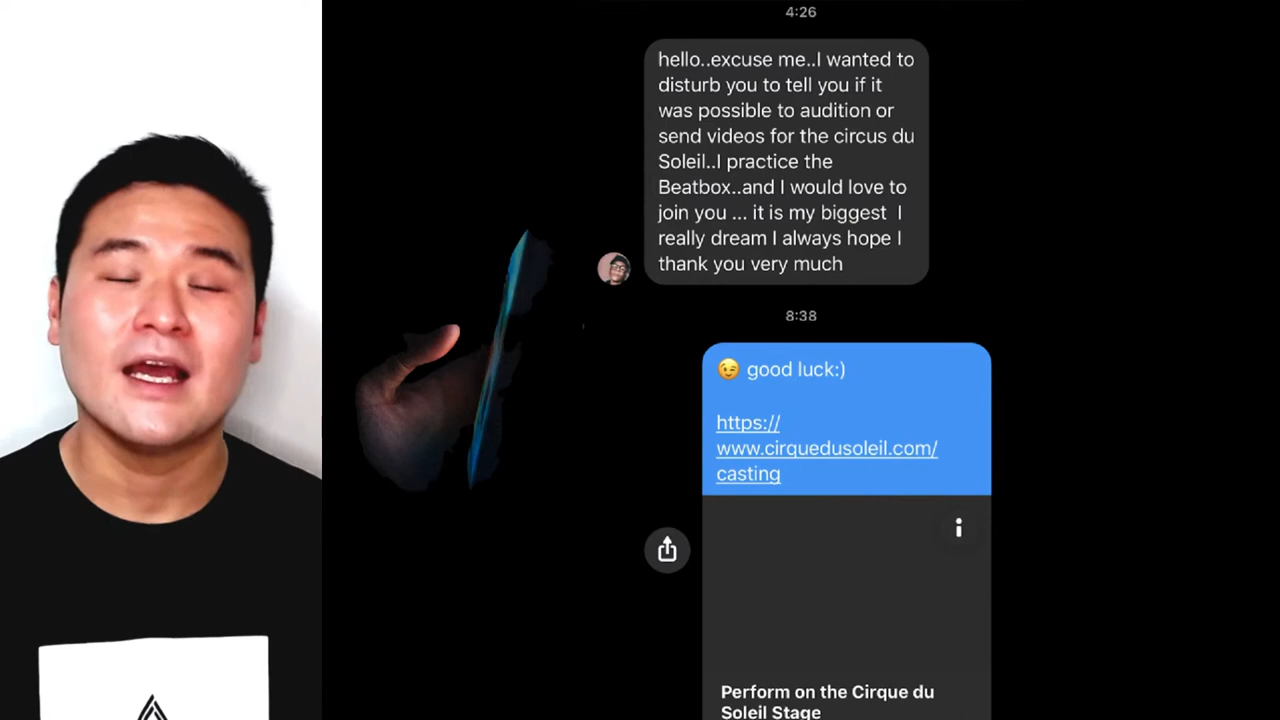 4:26
hello..excuse me..I wanted to
disturb you to tell you if it
was possible to audition or
send videos for the circus du
Soleil..I practice the
Beatbox..and I would love to
join you ... it is my biggest I
really dream I always hope I
thank you very much
8:38
😉 good luck:)
https://
www.cirquedusoleil.com/
casting
Perform on the Cirque du
Soleil Stage